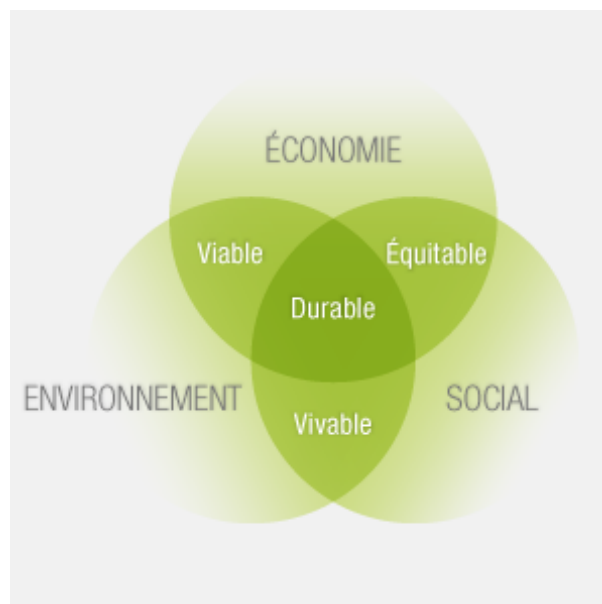 ÉCONOMIE
Viable
Équitable
Durable
ENVIRONNEMENT
SOCIAL
Vivable